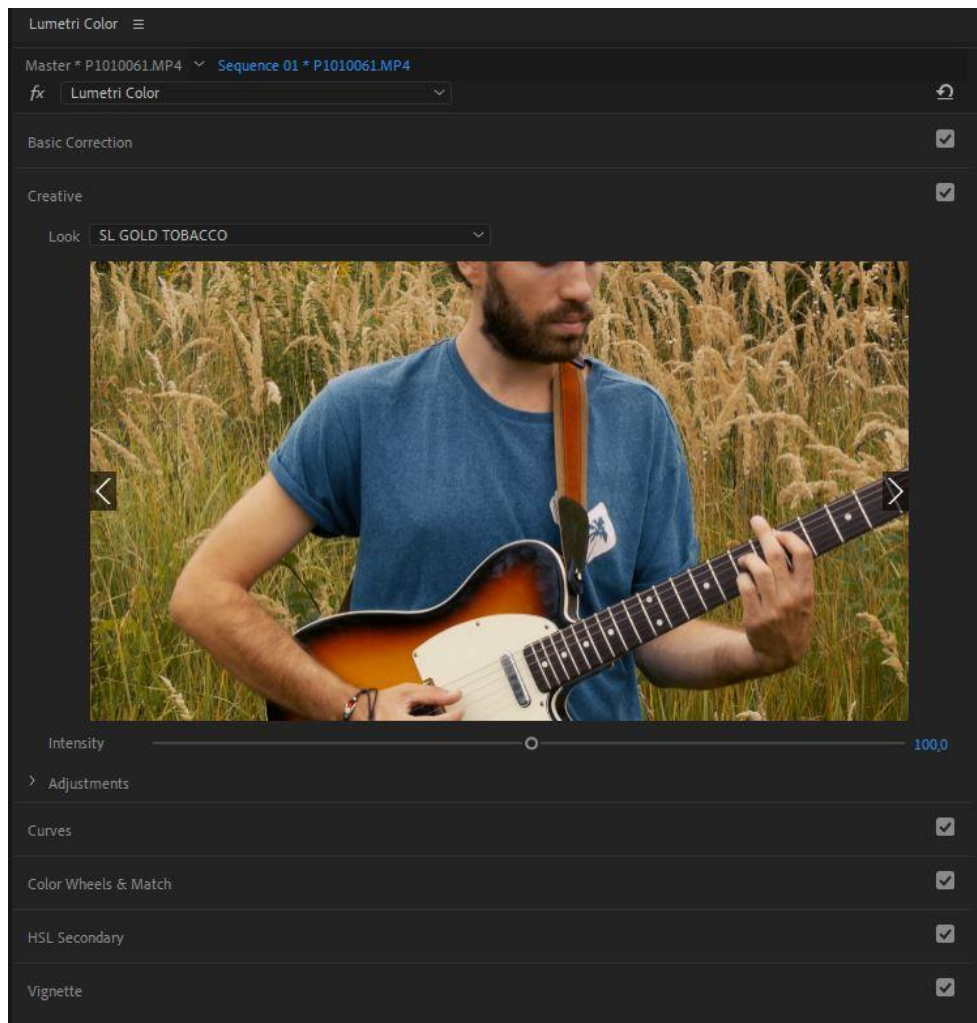 Lumetri Color
Master * P1010061.MP4 Sequence 01 * P1010061.MP4
fx Lumetri Color
Basic Correction
Creative
Look SL GOLD TOBACCO
Intensity 100,0
Adjustments
Curves
Color Wheels & Match
HSL Secondary
Vignette